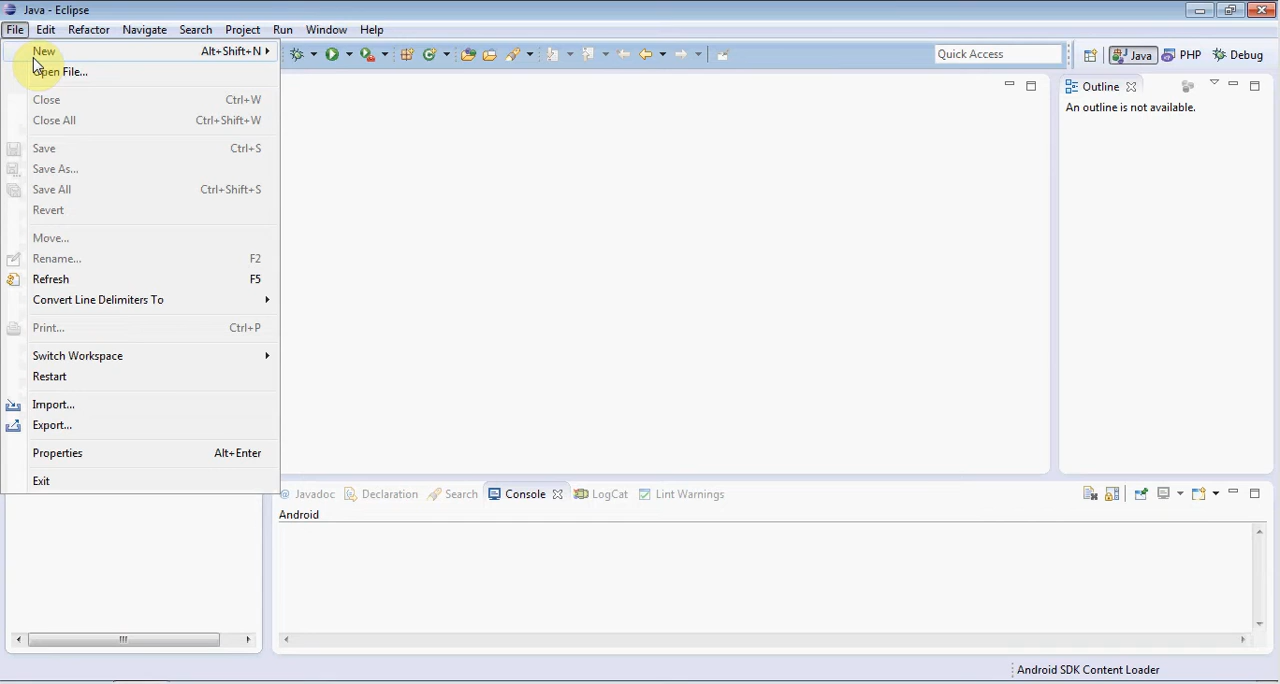 Java - Eclipse
File Edit Refactor Navigate Search Project Run Window Help
New Alt+Shift+N
Open File...
Close Ctrl+W
Close All Ctrl+Shift+W
Save Ctrl+S
Save As...
Save All Ctrl+Shift+S
Revert
Move...
Rename... F2
Refresh F5
Convert Line Delimiters To
Print... Ctrl+P
Switch Workspace
Restart
Import...
Export...
Properties Alt+Enter
Exit
Quick Access
Java PHP Debug
Outline
An outline is not available.
@ Javadoc Declaration Search Console LogCat Lint Warnings
Android
Android SDK Content Loader